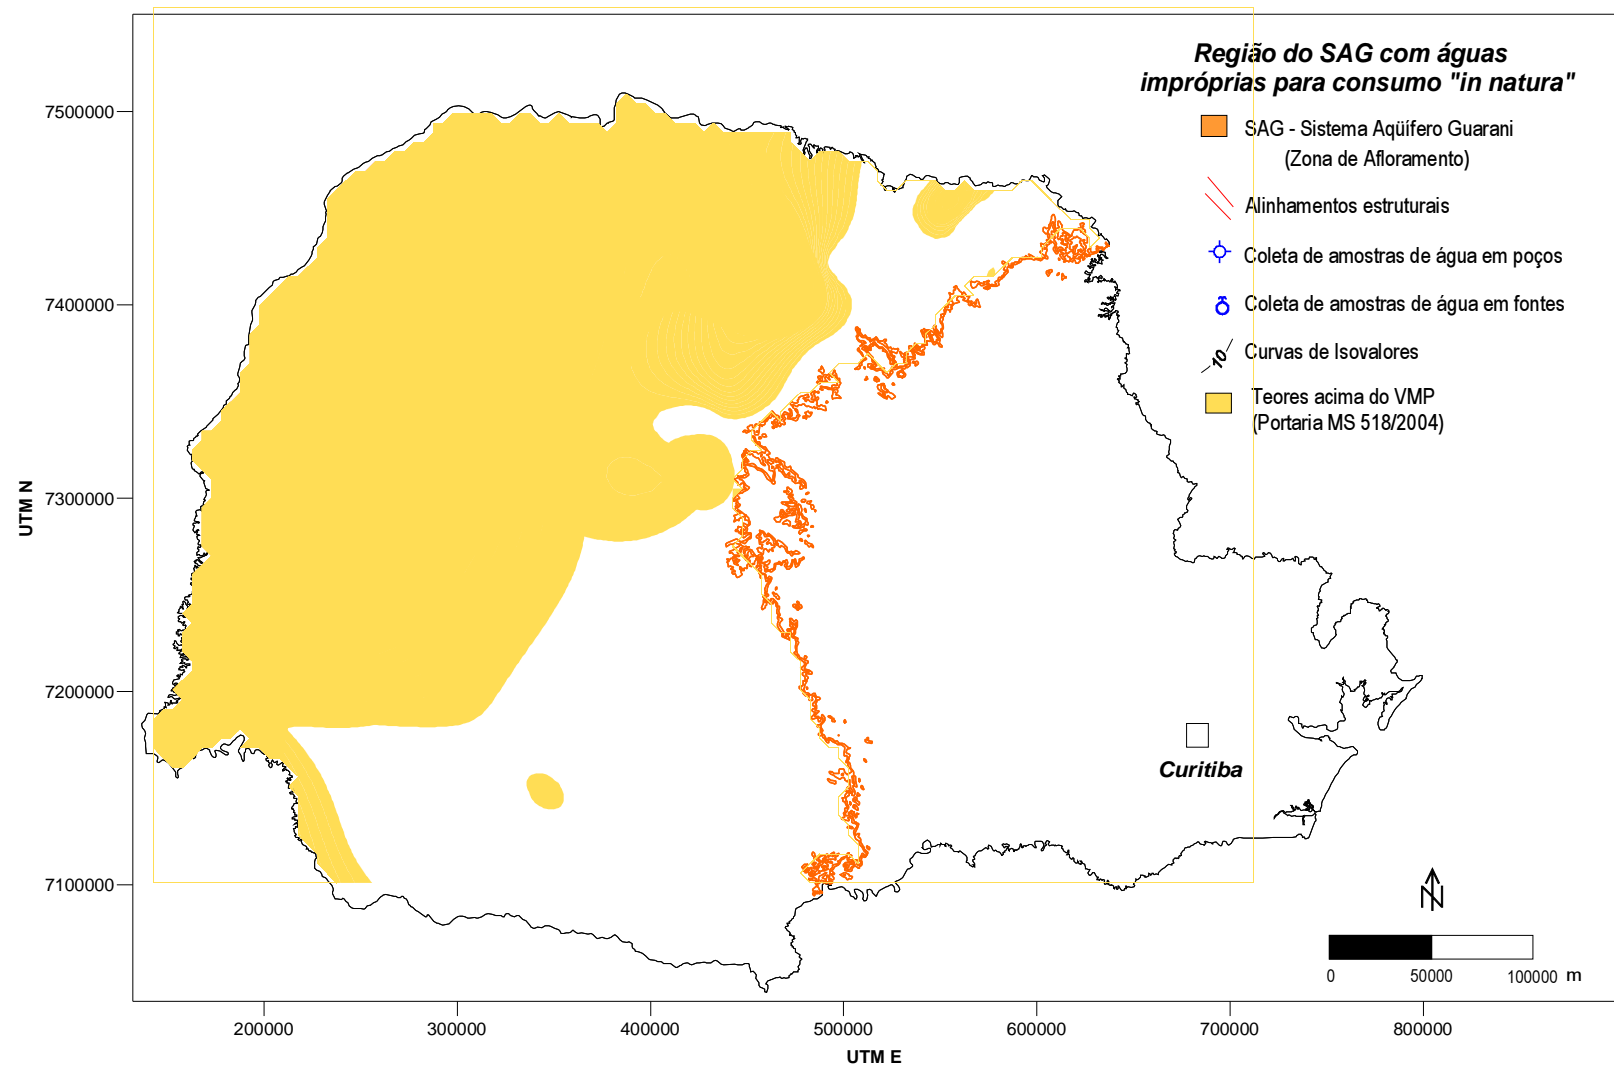 Região do SAG com águas
impróprias para consumo "in natura"
SAG - Sistema Aqüífero Guarani
(Zona de Afloramento)
Alinhamentos estruturais
Coleta de amostras de água em poços
Coleta de amostras de água em fontes
10
Curvas de Isovalores
Teores acima do VMP
(Portaria MS 518/2004)
7500000
7400000
7300000
7200000
7100000
UTM N
Curitiba
N
0 50000 100000 m
200000 300000 400000 500000 600000 700000 800000
UTM E